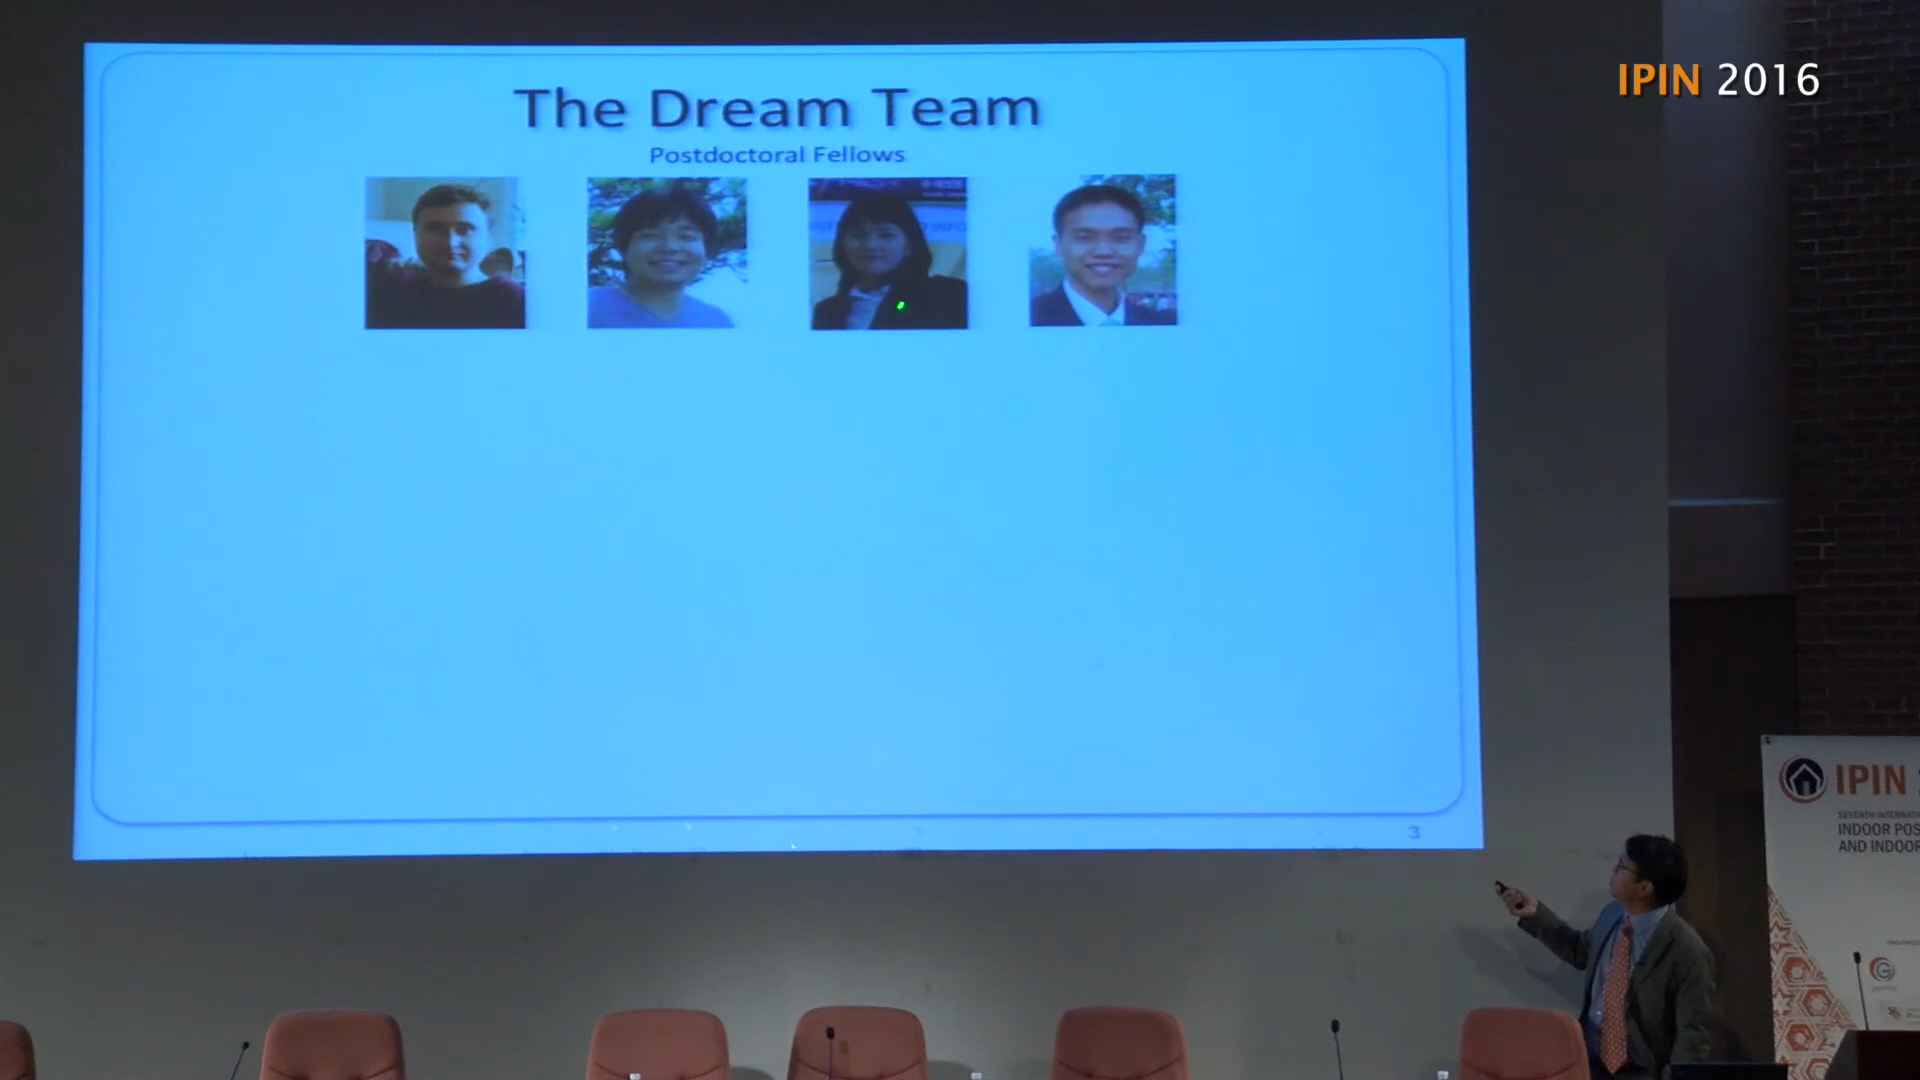 The Dream Team
Postdoctoral Fellows
3
IPIN 2016
IPIN
INDOOR POS
AND INDOOR